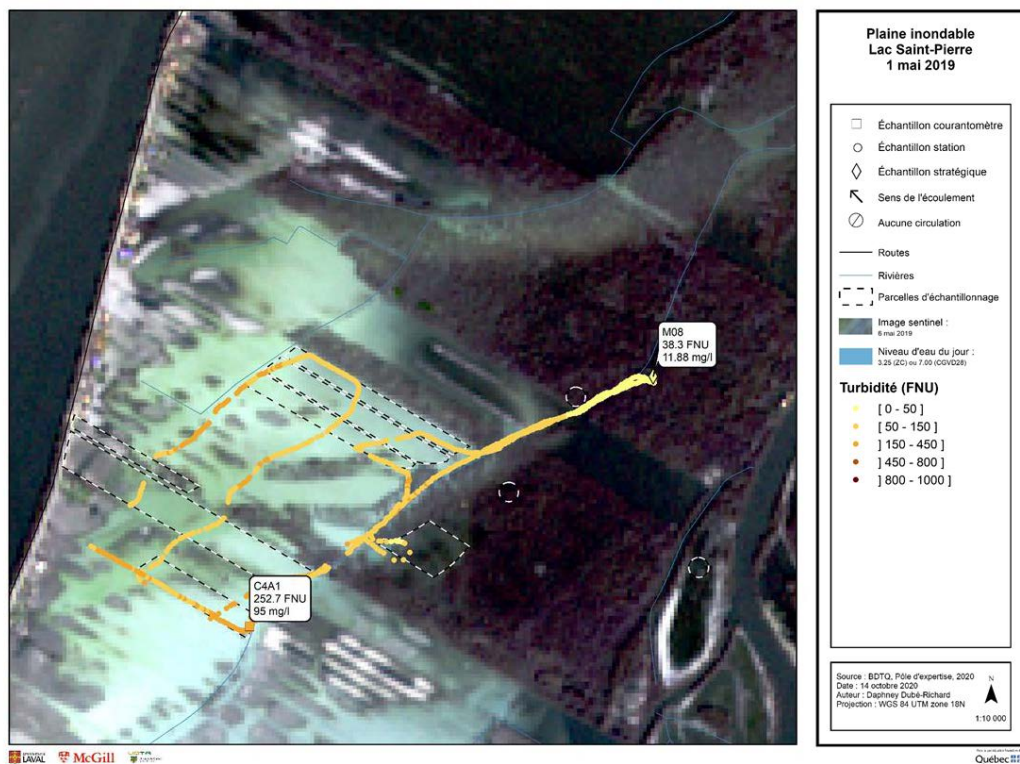 M08
38.3 FNU
11.88 mg/l
C4A1
252.7 FNU
95 mg/l
Plaine inondable
Lac Saint-Pierre
1 mai 2019
Échantillon courantomètre
Échantillon station
Échantillon stratégique
Sens de l'écoulement
Aucune circulation
Routes
Rivières
Parcelles d'échantillonnage
Image sentinel :
6 mai 2019
Niveau d'eau du jour :
3.25 (ZC) ou 7.00 (CGVD28)
Turbidité (FNU)
[ 0 - 50 ]
[ 50 - 150 ]
] 150 - 450 ]
] 450 - 800 ]
] 800 - 1000 ]
Source : BDTQ, Pôle d'expertise, 2020
Date : 14 octobre 2020
Auteur : Daphney Dubé-Richard
Projection : WGS 84 UTM zone 18N
N
1:10 000
LAVAL
McGill
Québec